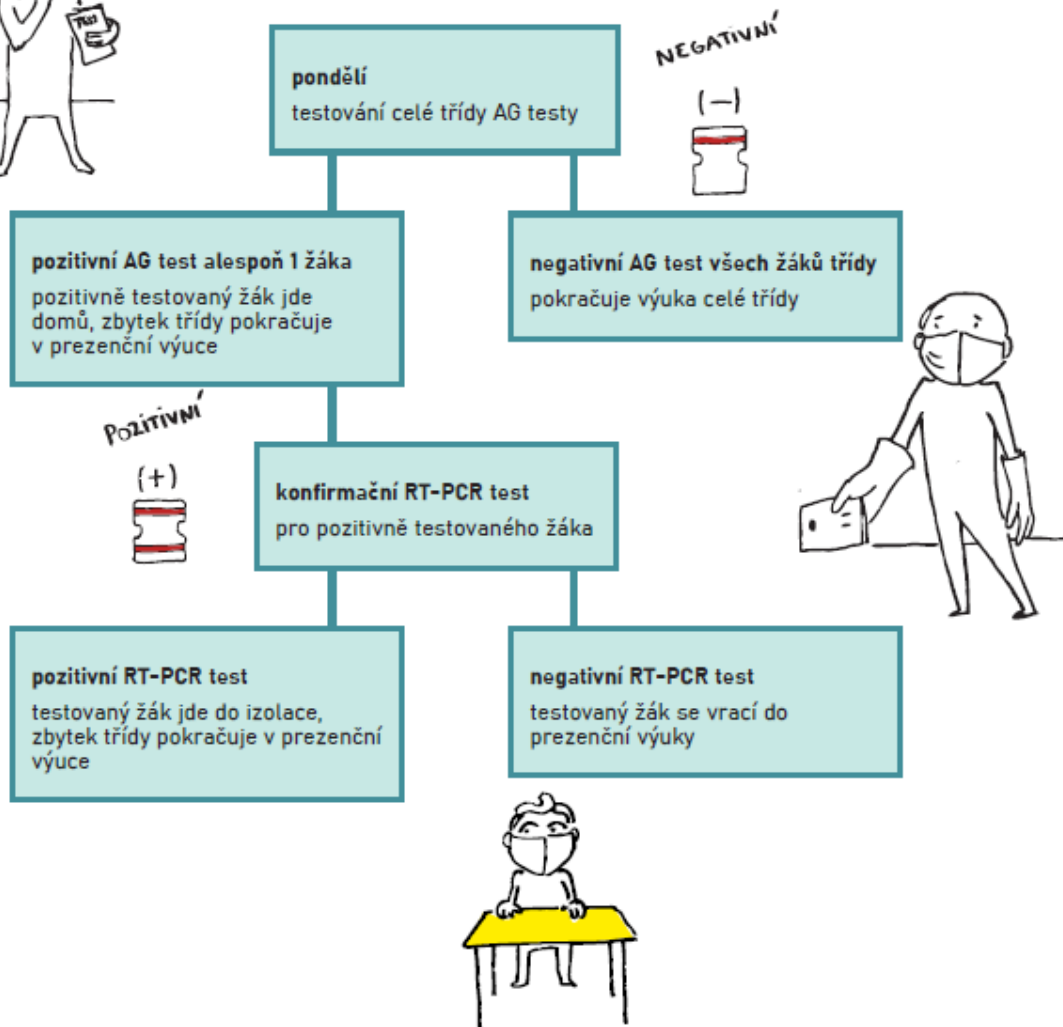 TEST
NEGATIVNÍ
(-)
pondělí
testování celé třídy AG testy
pozitivní AG test alespoň 1 žáka
pozitivně testovaný žák jde
domů, zbytek třídy pokračuje
v prezenční výuce
negativní AG test všech žáků třídy
pokračuje výuka celé třídy
POZITIVNÍ
(+)
konfirmační RT-PCR test
pro pozitivně testovaného žáka
pozitivní RT-PCR test
testovaný žák jde do izolace,
zbytek třídy pokračuje v prezenční
výuce
negativní RT-PCR test
testovaný žák se vrací do
prezenční výuky